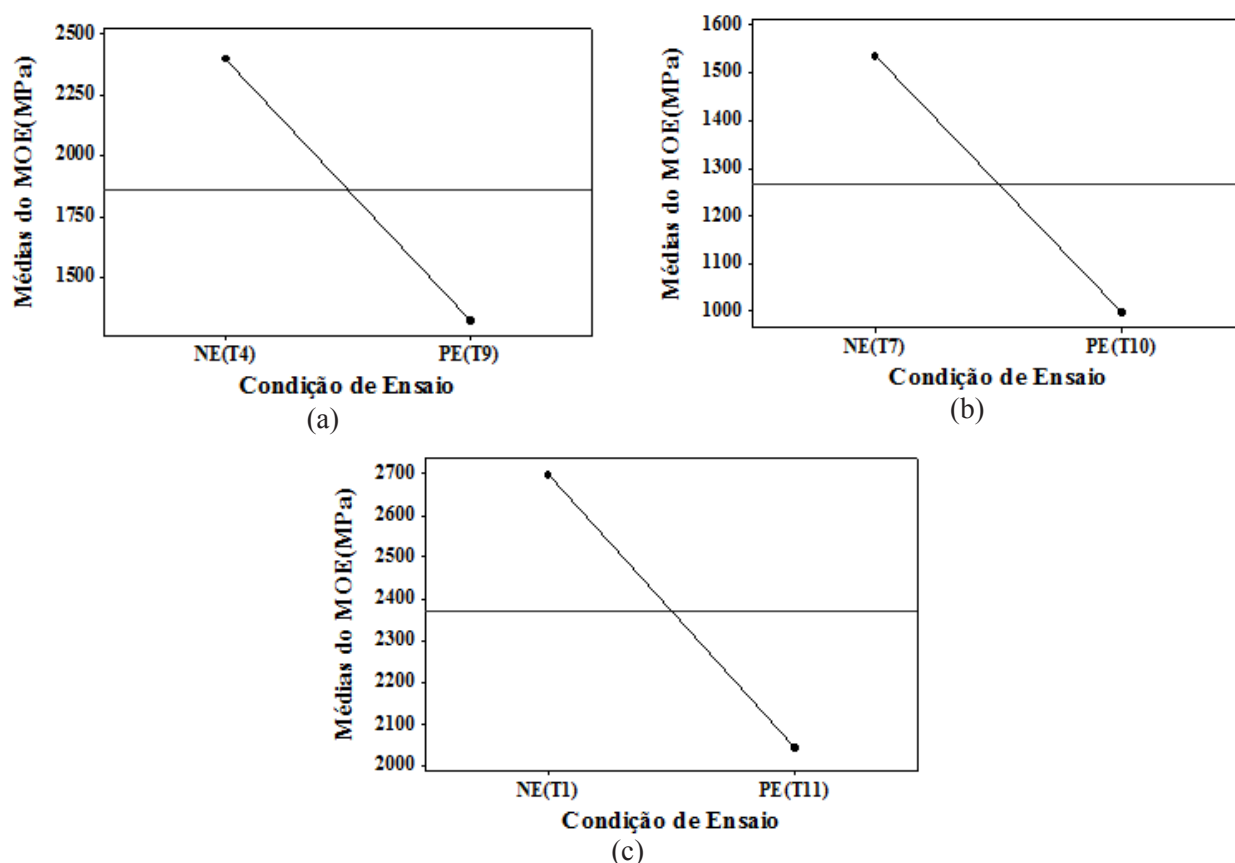 Médias do MOE(MPa)
2500
2250
2000
1750
1500
NE(T4) PE(T9)
Condição de Ensaio
(a)
Médias do MOE(MPa)
1600
1500
1400
1300
1200
1100
1000
NE(T7) PE(T10)
Condição de Ensaio
(b)
Médias do MOE(MPa)
2700
2600
2500
2400
2300
2200
2100
2000
NE(T1) PE(T11)
Condição de Ensaio
(c)